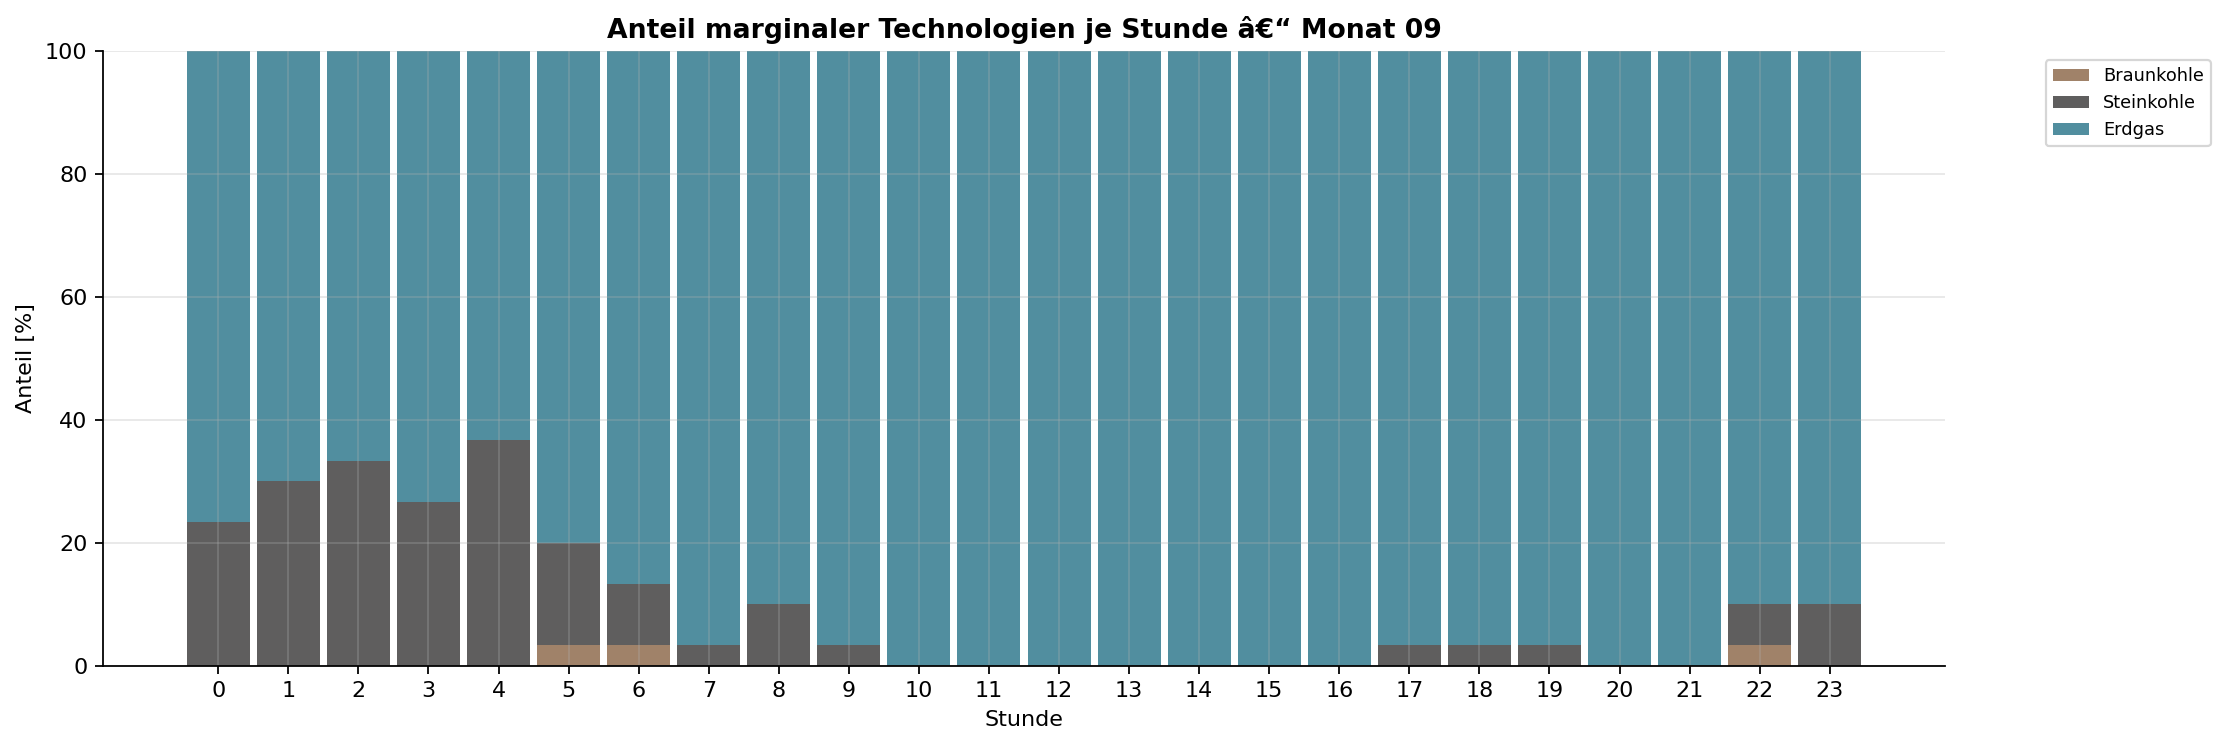 Anteil marginaler Technologien je Stunde â€“ Monat 09
Braunkohle
Steinkohle
Erdgas
Anteil [%]
100
80
60
40
20
0
0 1 2 3 4 5 6 7 8 9 10 11 12 13 14 15 16 17 18 19 20 21 22 23
Stunde